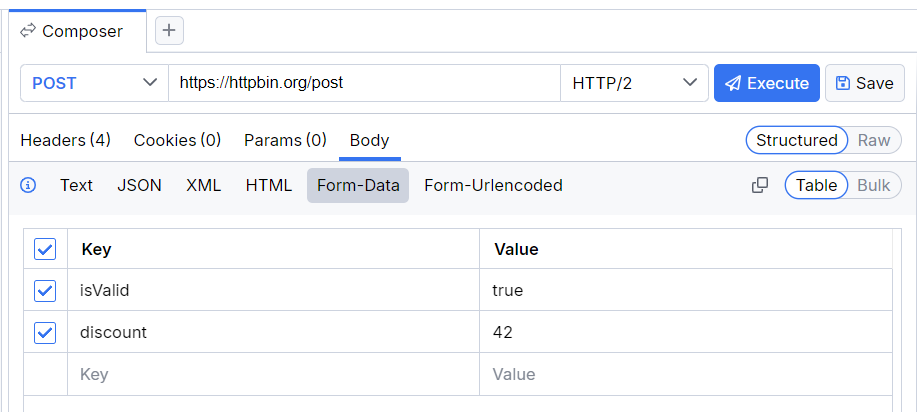 Composer +
POST https://httpbin.org/post HTTP/2 Execute Save
Headers (4) Cookies (0) Params (0) Body Structured Raw
Text JSON XML HTML Form-Data Form-Urlencoded Table Bulk
Key Value
isValid true
discount 42
Key Value